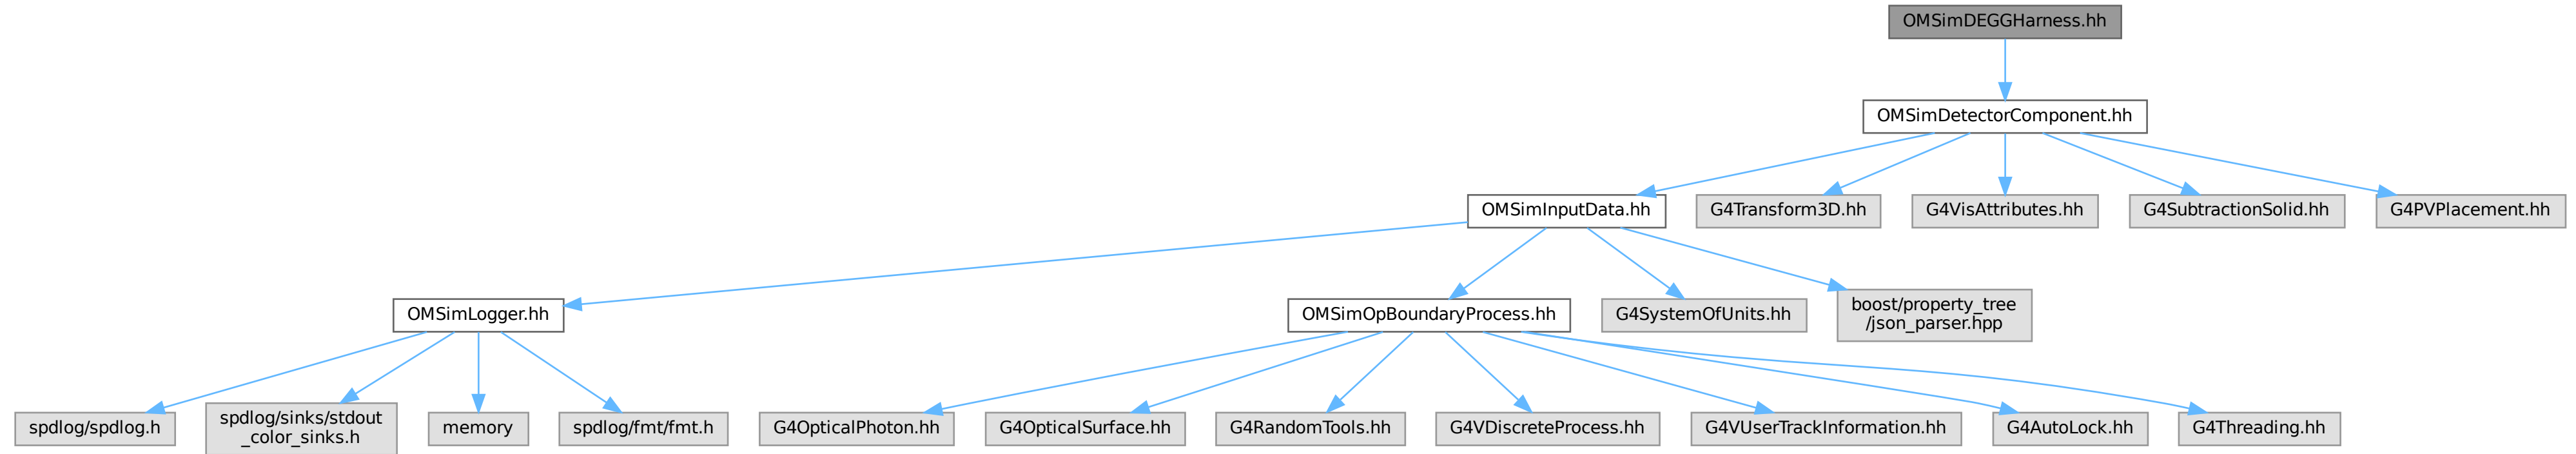 OMSimDEGGHarness.hh
OMSimDetectorComponent.hh
OMSimInputData.hh
G4Transform3D.hh
G4VisAttributes.hh
G4SubtractionSolid.hh
G4PVPlacement.hh
OMSimLogger.hh
OMSimOpBoundaryProcess.hh
G4SystemOfUnits.hh
boost/property_tree
/json_parser.hpp
spdlog/spdlog.h
spdlog/sinks/stdout
_color_sinks.h
memory
spdlog/fmt/fmt.h
G4OpticalPhoton.hh
G4OpticalSurface.hh
G4RandomTools.hh
G4VDiscreteProcess.hh
G4VUserTrackInformation.hh
G4AutoLock.hh
G4Threading.hh